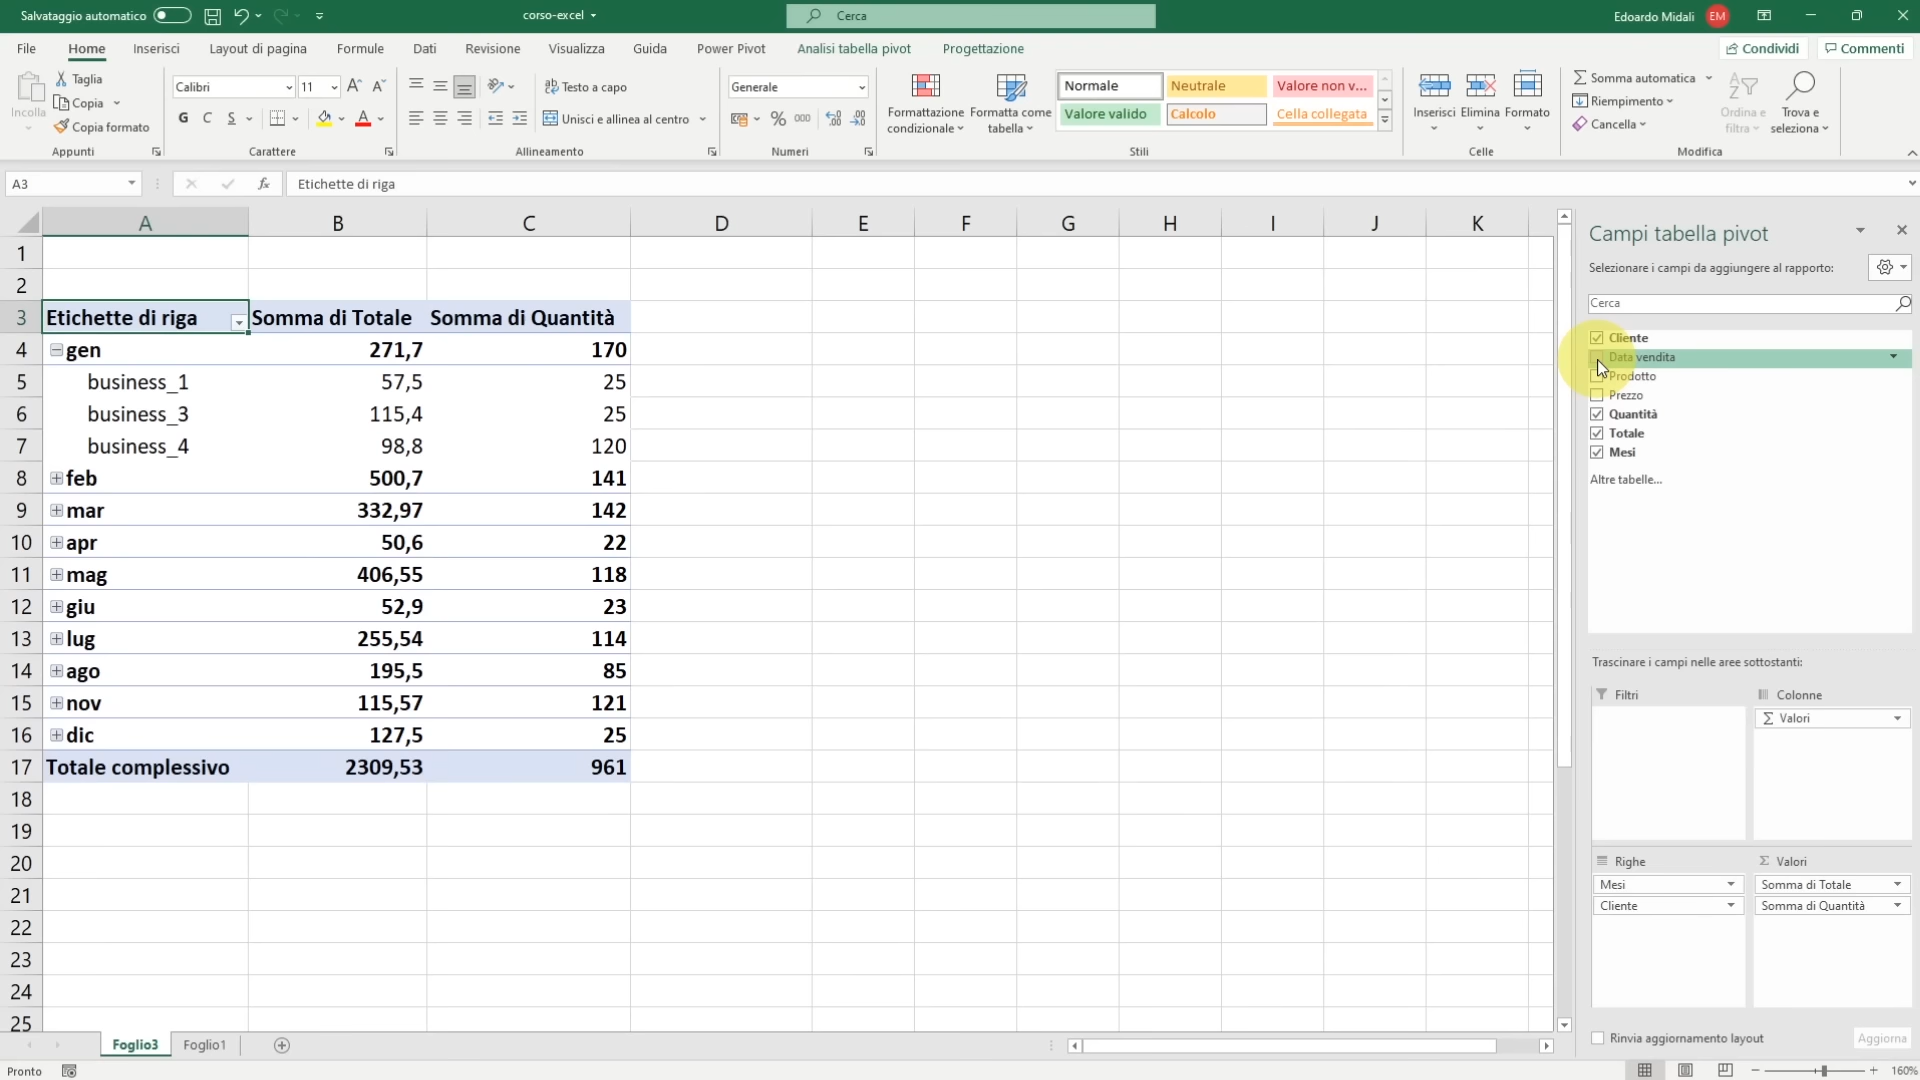 Salvataggio automatico
corso-excel
Cerca
Edoardo Midali
EM
File
Home
Inserisci
Layout di pagina
Formule
Dati
Revisione
Visualizza
Guida
Power Pivot
Analisi tabella pivot
Progettazione
Condividi
Commenti
Incolla
Taglia
Copia
Copia formato
Appunti
Calibri
11
G C S
Carattere
Testo a capo
Unisci e allinea al centro
Allineamento
Generale
% 000
Numeri
Formattazione condizionale
Formatta come tabella
Normale
Neutrale
Valore non v...
Valore valido
Calcolo
Cella collegata
Stili
Inserisci
Elimina
Formato
Celle
Somma automatica
Riempimento
Cancella
Ordina e filtra
Trova e seleziona
Modifica
A3
fx
Etichette di riga
A B C D E F G H I J K
1
2
3 Etichette di riga Somma di Totale Somma di Quantità
4 gen 271,7 170
5 business_1 57,5 25
6 business_3 115,4 25
7 business_4 98,8 120
8 feb 500,7 141
9 mar 332,97 142
10 apr 50,6 22
11 mag 406,55 118
12 giu 52,9 23
13 lug 255,54 114
14 ago 195,5 85
15 nov 115,57 121
16 dic 127,5 25
17 Totale complessivo 2309,53 961
18
19
20
21
22
23
24
25
Campi tabella pivot
Selezionare i campi da aggiungere al rapporto:
Cerca
Cliente
Data vendita
Prodotto
Prezzo
Quantità
Totale
Mesi
Altre tabelle...
Trascinare i campi nelle aree sottostanti:
Filtri
Colonne
Σ Valori
Righe
Σ Valori
Mesi
Somma di Totale
Cliente
Somma di Quantità
Rinvia aggiornamento layout
Aggiorna
Foglio3
Foglio1
Pronto
160%